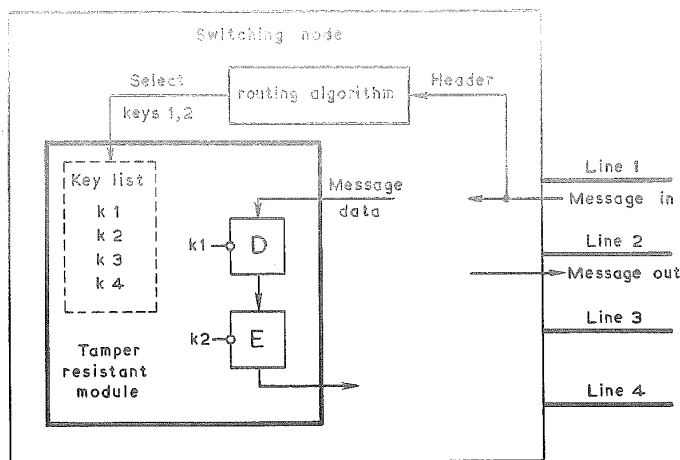 Switching node
Select
keys 1,2
routing algorithm
Header
Key list
k 1
k 2
k 3
k 4
Message
data
k1
D
k2
E
Tamper
resistant
module
Line 1
Message in
Line 2
Message out
Line 3
Line 4